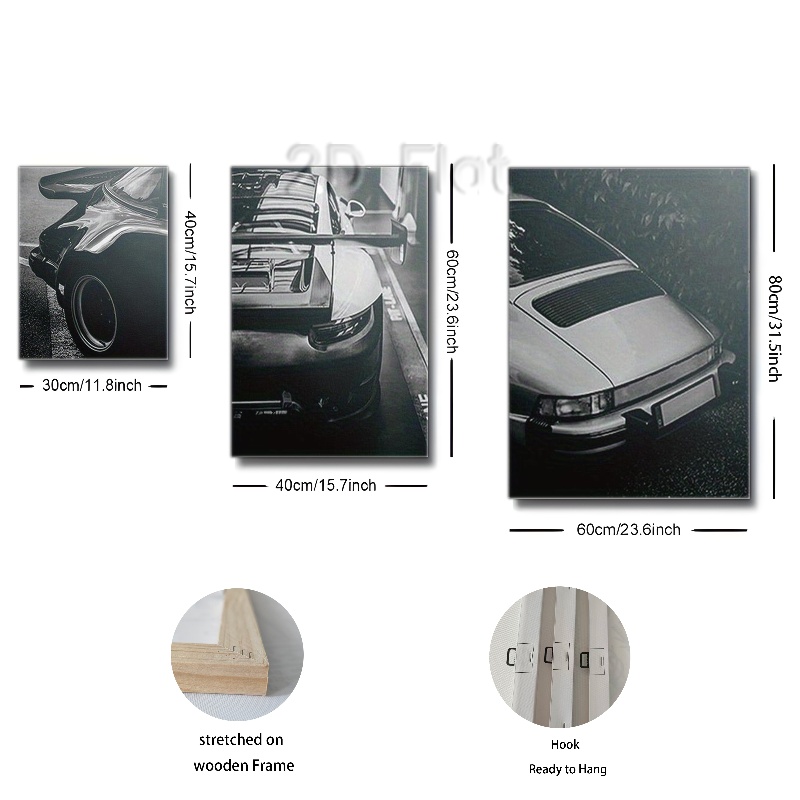 2D Flat
40cm/15.7inch
60cm/23.6inch
80cm/31.5inch
30cm/11.8inch
40cm/15.7inch
60cm/23.6inch
stretched on
wooden Frame
Hook
Ready to Hang